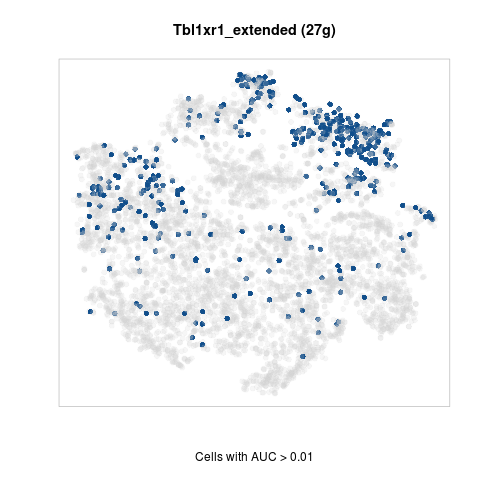 Tbl1xr1_extended (27g)
Cells with AUC > 0.01